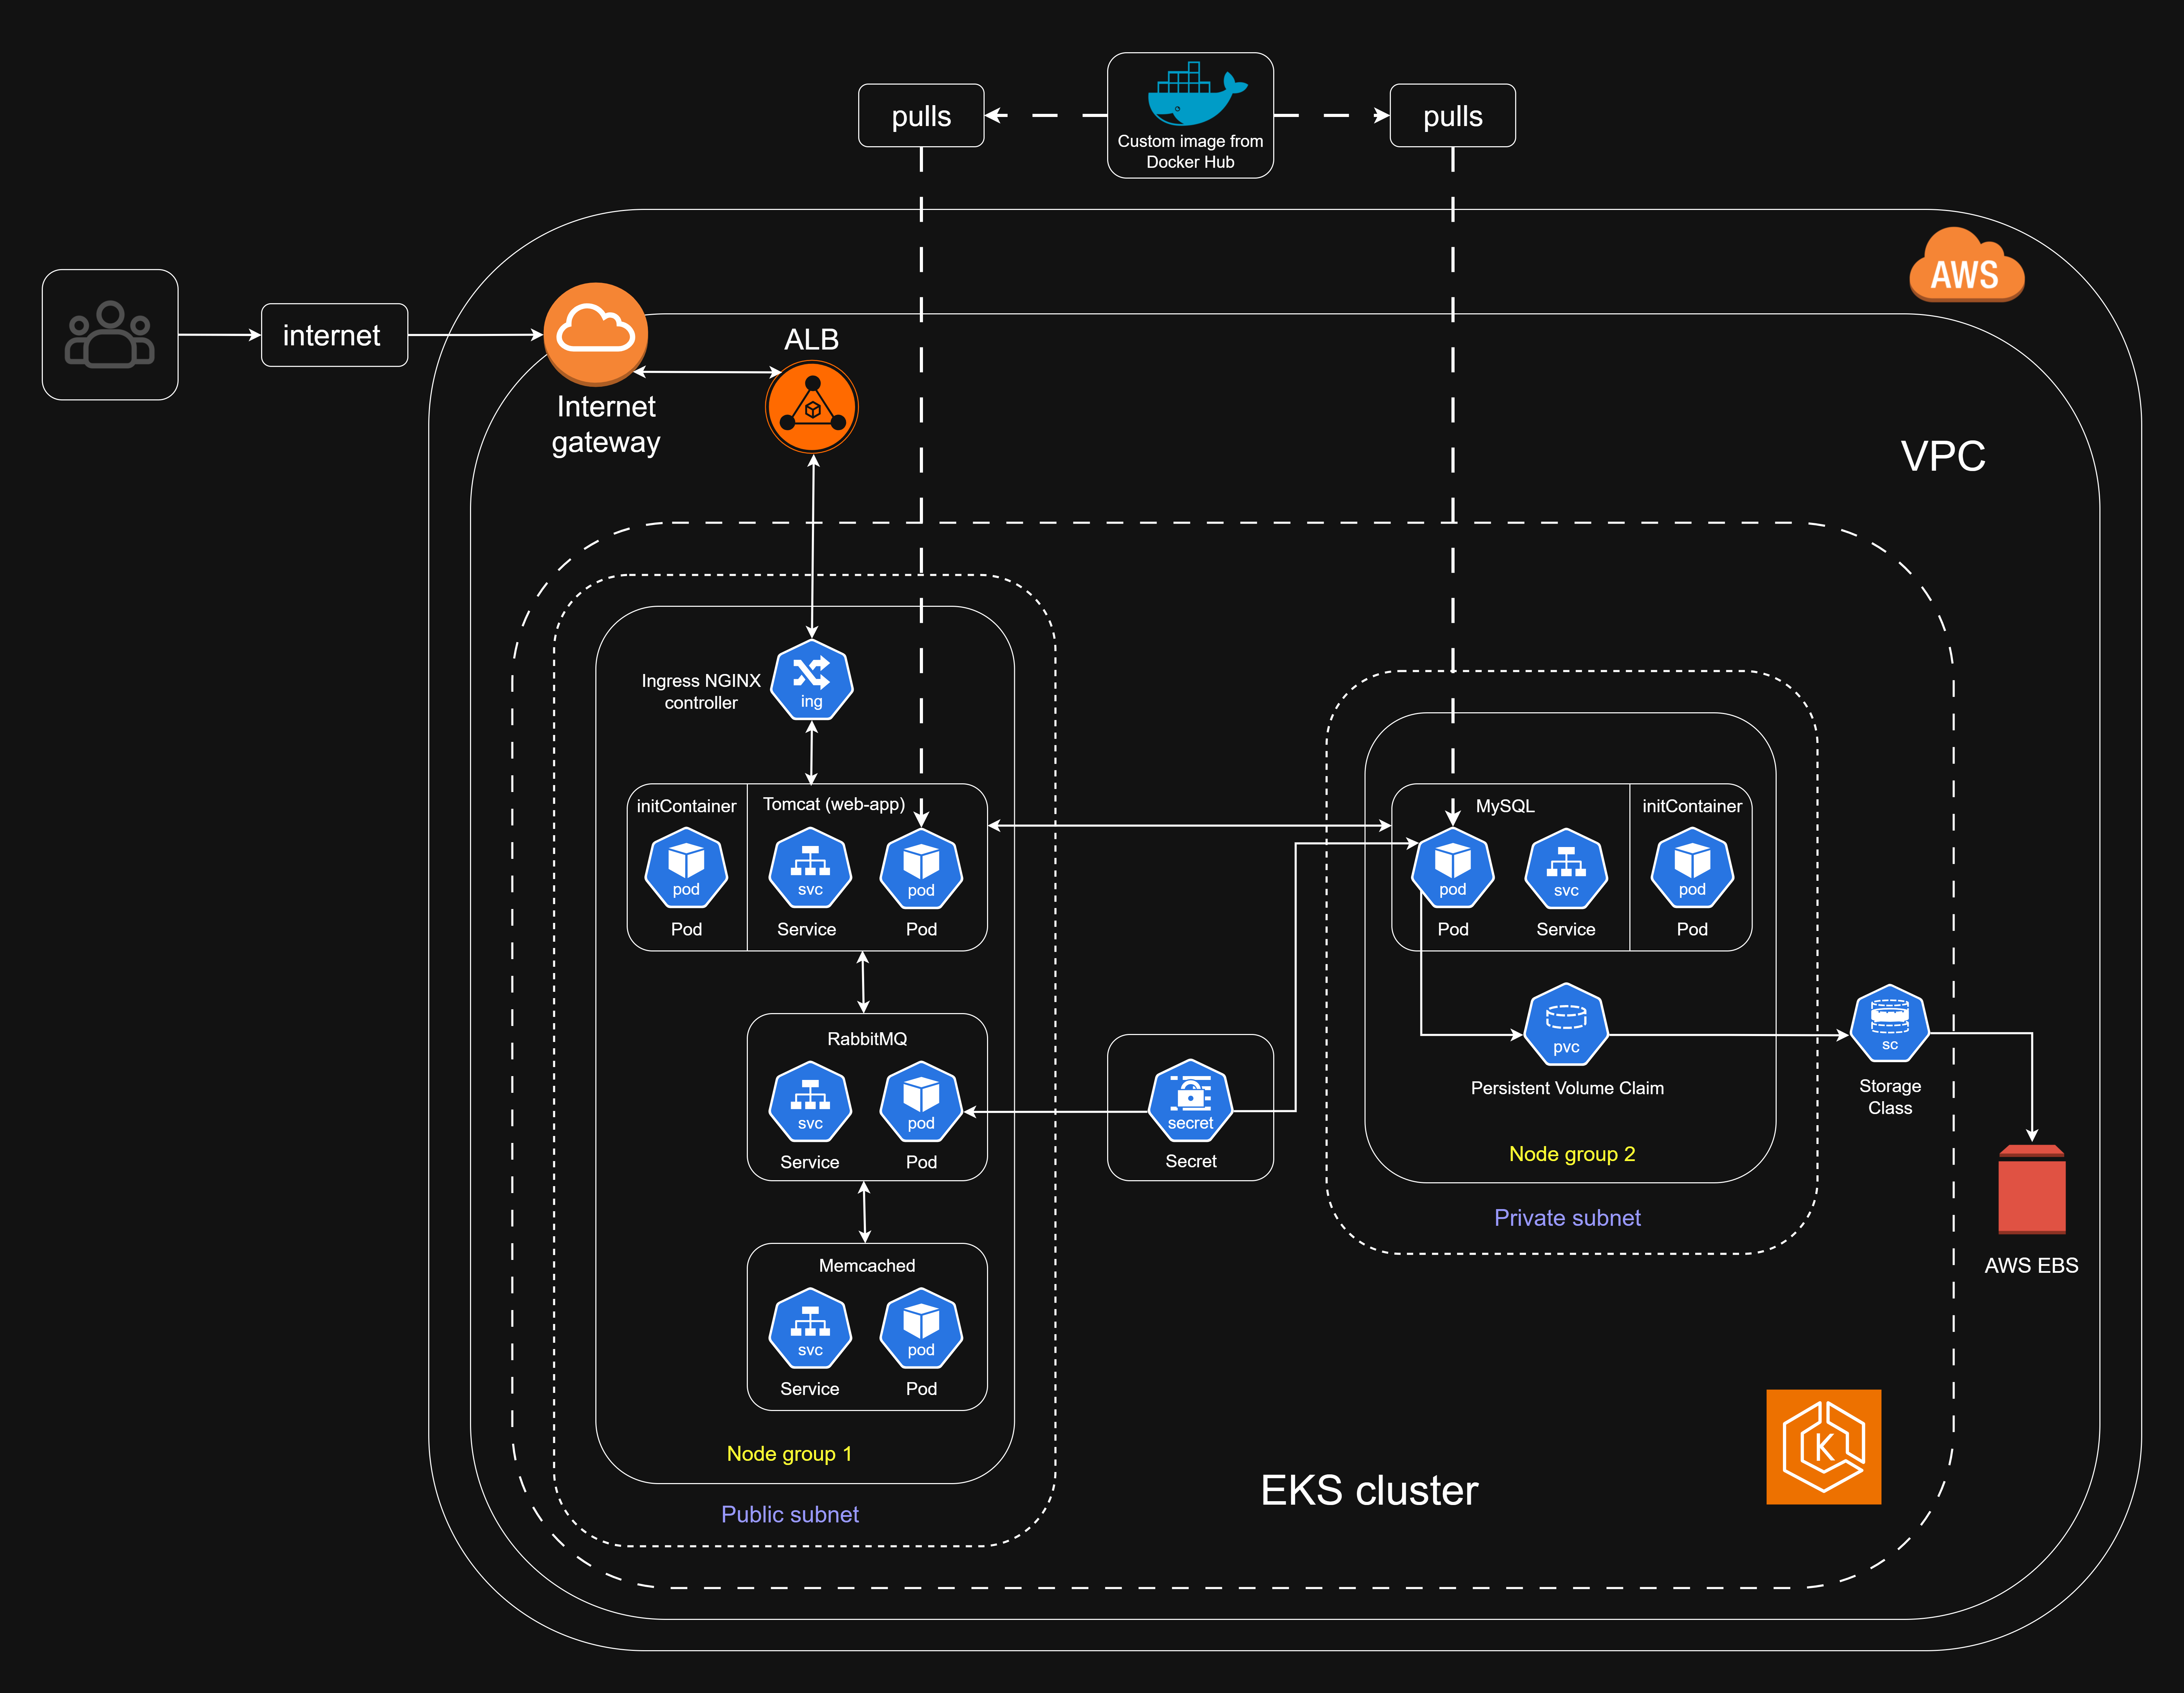 pulls
Custom image from
Docker Hub
pulls
AWS
internet
ALB
Internet
gateway
VPC
Ingress NGINX
controller
ing
initContainer
Tomcat (web-app)
pod
svc
pod
Pod
Service
Pod
MySQL
initContainer
pod
svc
pod
Pod
Service
Pod
RabbitMQ
svc
pod
Service
Pod
secret
Secret
pvc
Persistent Volume Claim
sc
Storage
Class
Node group 2
Private subnet
AWS EBS
Memcached
svc
pod
Service
Pod
Node group 1
Public subnet
EKS cluster
K